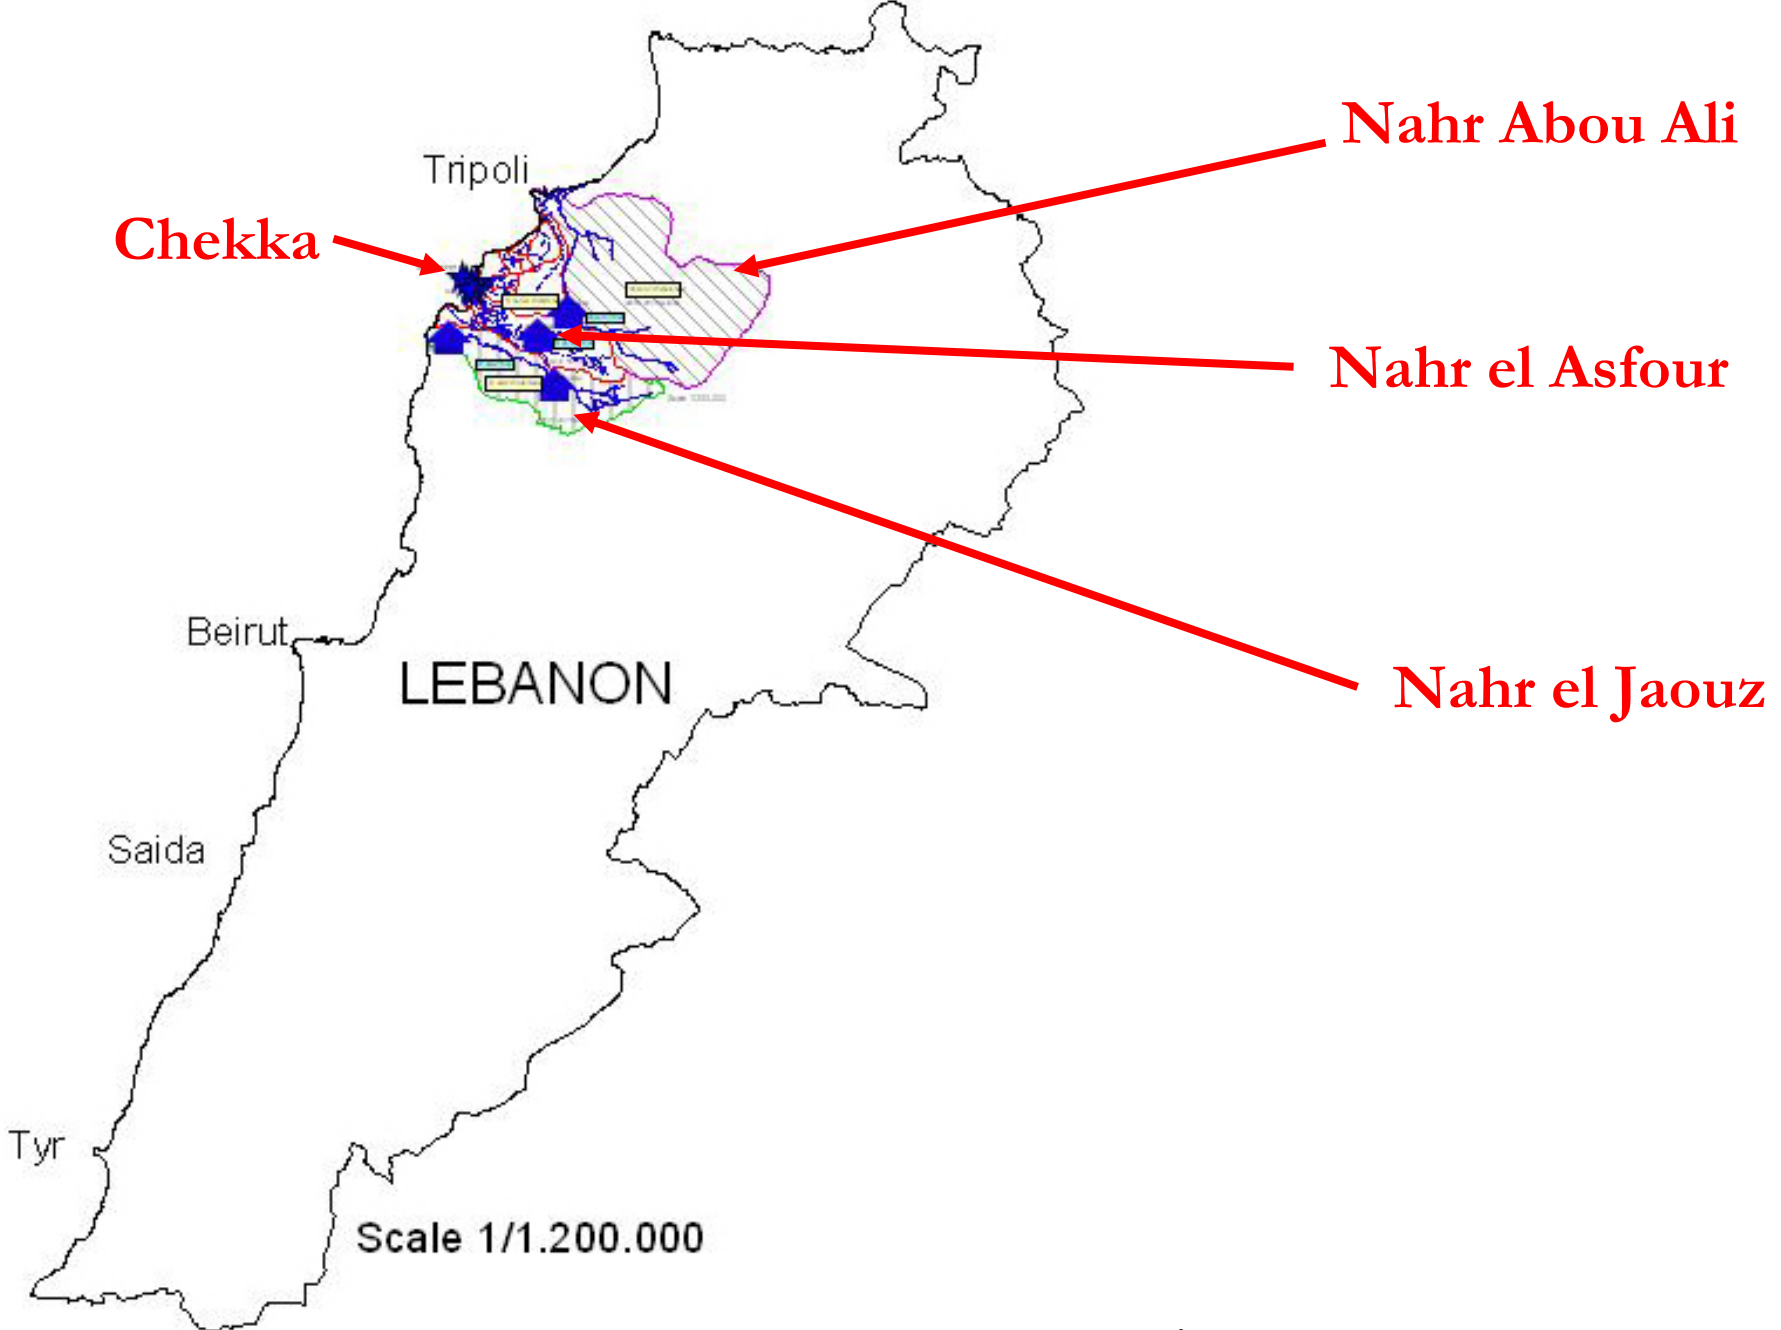 Nahr Abou Ali
Tripoli
Chekka
Nahr el Asfour
Beirut
LEBANON
Nahr el Jaouz
Saida
Tyr
Scale 1/1.200.000